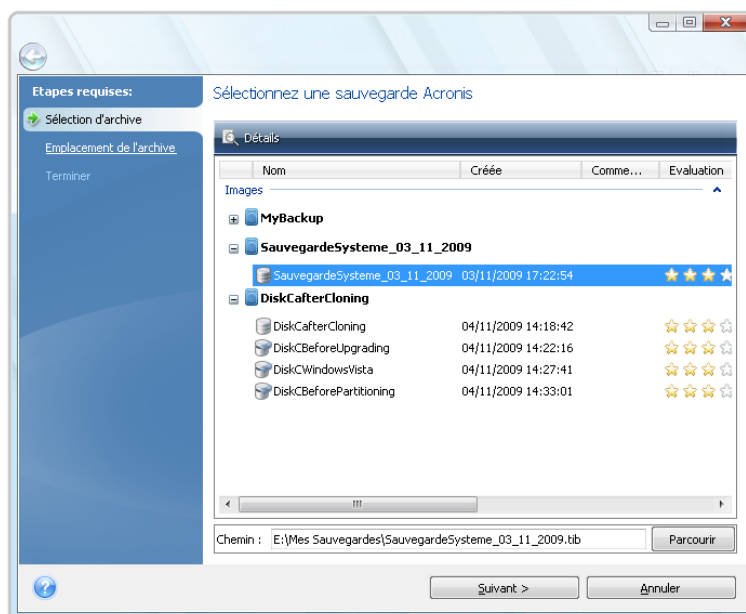 Etapes requises:
Sélection d'archive
Emplacement de l'archive
Terminer
Sélectionnez une sauvegarde Acronis
Détails
Nom Créée Comme... Evaluation
Images
MyBackup
SauvegardeSysteme_03_11_2009
SauvegardeSysteme_03_11_2009 03/11/2009 17:22:54
DiskCafterCloning
DiskCafterCloning 04/11/2009 14:18:42
DiskCBeforeUpgrading 04/11/2009 14:22:16
DiskCWindowsVista 04/11/2009 14:27:41
DiskCBeforePartitioning 04/11/2009 14:33:01
Chemin : E:\Mes Sauvegardes\SauvegardeSysteme_03_11_2009.tib Parcourir
Suivant > Annuler